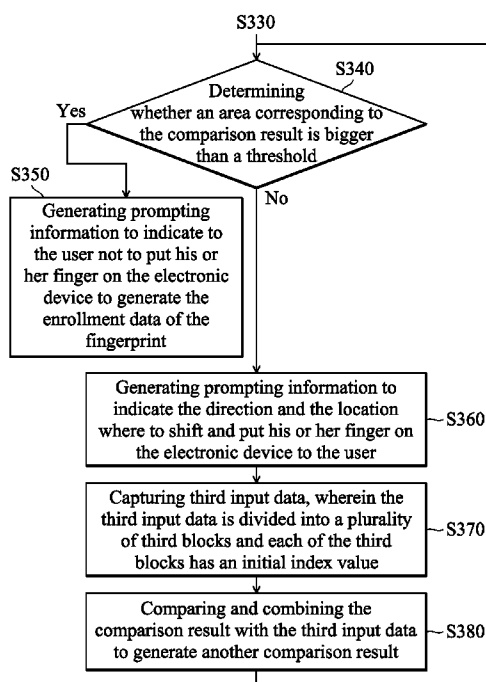 S330
S340
Determining
whether an area corresponding to
the comparison result is bigger
than a threshold
Yes
No
S350
Generating prompting
information to indicate to
the user not to put his or
her finger on the electronic
device to generate the
enrollment data of the
fingerprint
Generating prompting information to
indicate the direction and the location
where to shift and put his or her finger on
the electronic device to the user
S360
Capturing third input data, wherein the
third input data is divided into a plurality
of third blocks and each of the third
blocks has an initial index value
S370
Comparing and combining the
comparison result with the third input data
to generate another comparison result
S380